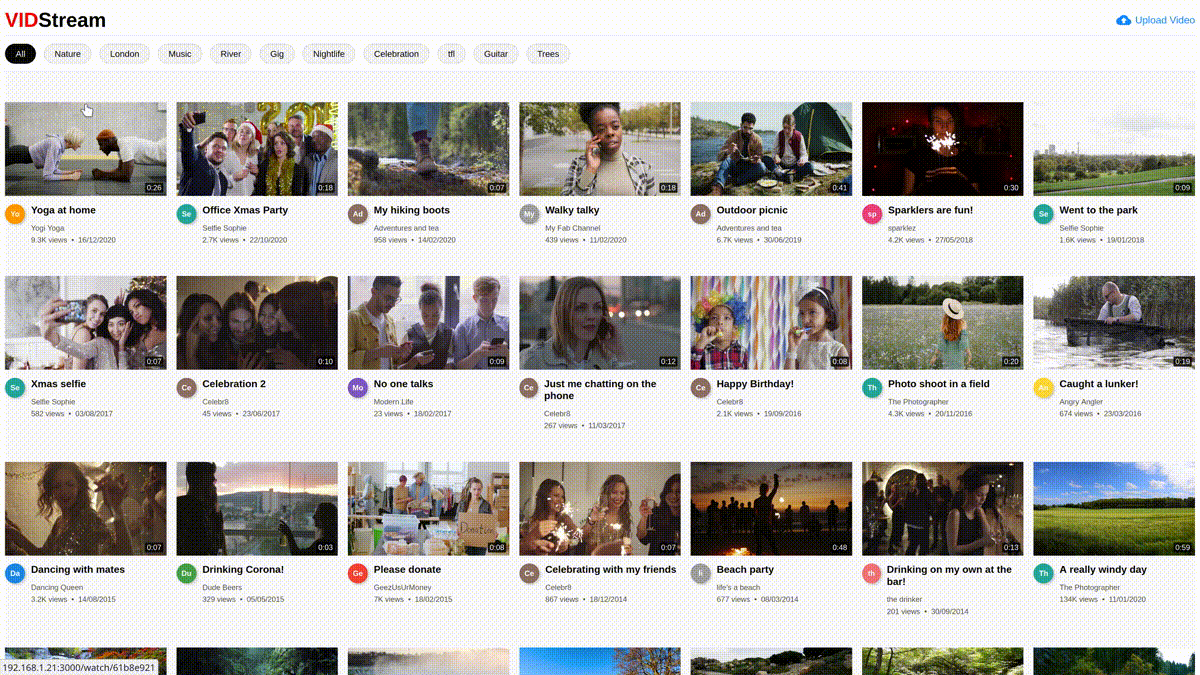 VIDStream
Upload Video
All
Nature
London
Music
River
Gig
Nightlife
Celebration
tfl
Guitar
Trees
0:26
0:18
0:07
0:18
0:41
0:30
0:09
Yo
Yoga at home
Yogi Yoga
9.3K views • 16/12/2020
Se
Office Xmas Party
Selfie Sophie
2.7K views • 22/10/2020
Ad
My hiking boots
Adventures and tea
958 views • 14/02/2020
My
Walky talky
My Fab Channel
439 views • 11/02/2020
Ad
Outdoor picnic
Adventures and tea
6.7K views • 30/06/2019
sp
Sparklers are fun!
sparklez
4.2K views • 27/05/2018
Se
Went to the park
Selfie Sophie
1.6K views • 19/01/2018
0:07
0:10
0:09
0:12
0:08
0:20
0:19
Se
Xmas selfie
Selfie Sophie
582 views • 03/08/2017
Ce
Celebration 2
Celebr8
45 views • 23/06/2017
Mo
No one talks
Modern Life
23 views • 18/02/2017
Ce
Just me chatting on the
phone
Celebr8
267 views • 11/03/2017
Ce
Happy Birthday!
Celebr8
2.1K views • 19/09/2016
Th
Photo shoot in a field
The Photographer
4.3K views • 20/11/2016
An
Caught a lunker!
Angry Angler
674 views • 23/03/2016
0:07
0:03
0:08
0:07
0:48
0:13
0:59
Donation
Da
Dancing with mates
Dancing Queen
3.2K views • 14/08/2015
Du
Drinking Corona!
Dude Beers
329 views • 05/05/2015
Ge
Please donate
GeezUsUrMoney
7K views • 18/02/2015
Ce
Celebrating with my friends
Celebr8
867 views • 18/12/2014
li
Beach party
life's a beach
677 views • 08/03/2014
th
Drinking on my own at the
bar!
the drinker
201 views • 30/09/2014
Th
A really windy day
The Photographer
134K views • 11/01/2020
192.168.1.21:3000/watch/61b8e921